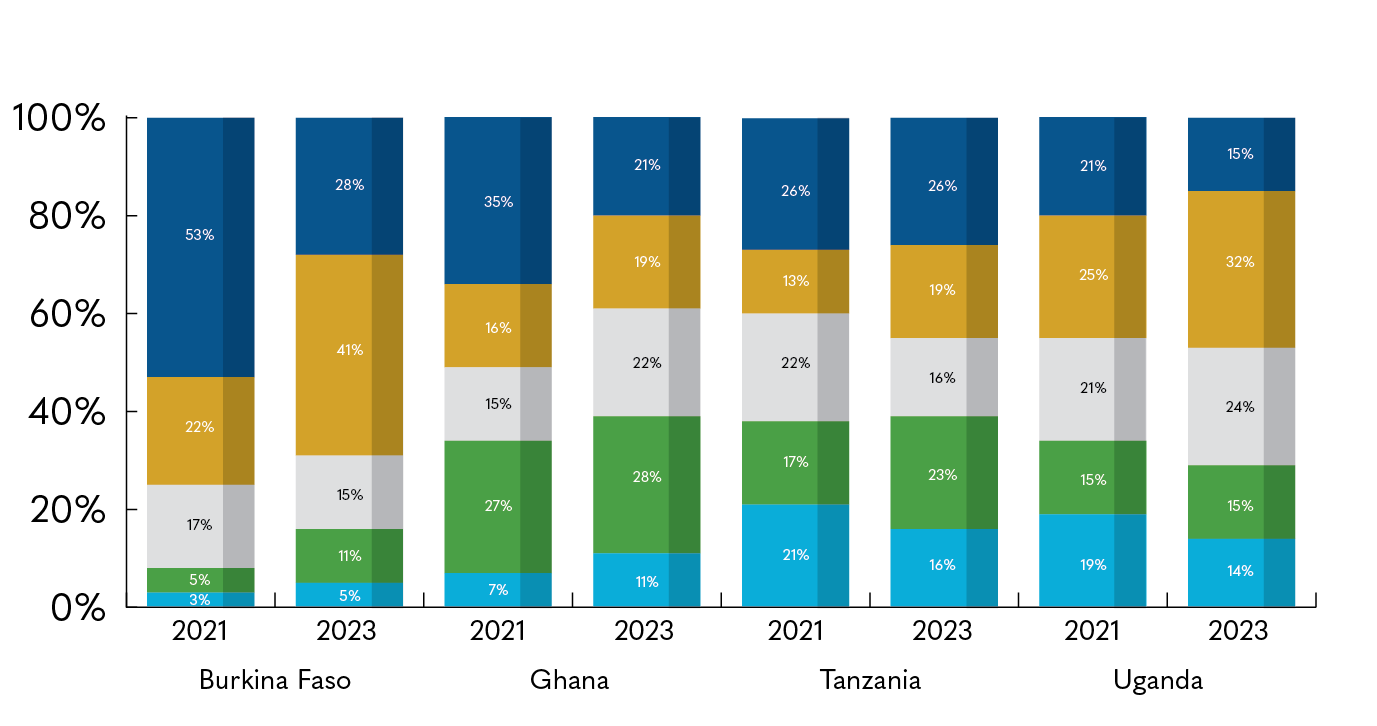 100%
80%
60%
40%
20%
0%
53% 28% 35% 21% 26% 26% 21% 15%
22% 41% 16% 19% 13% 19% 25% 32%
17% 15% 15% 22% 22% 16% 21% 24%
5% 11% 27% 28% 17% 23% 15% 15%
3% 5% 7% 11% 21% 16% 19% 14%
2021 2023 2021 2023 2021 2023 2021 2023
Burkina Faso Ghana Tanzania Uganda